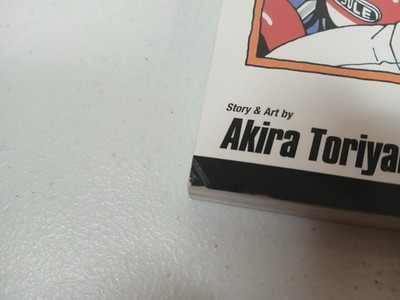 Story & Art by
Akira Toriya